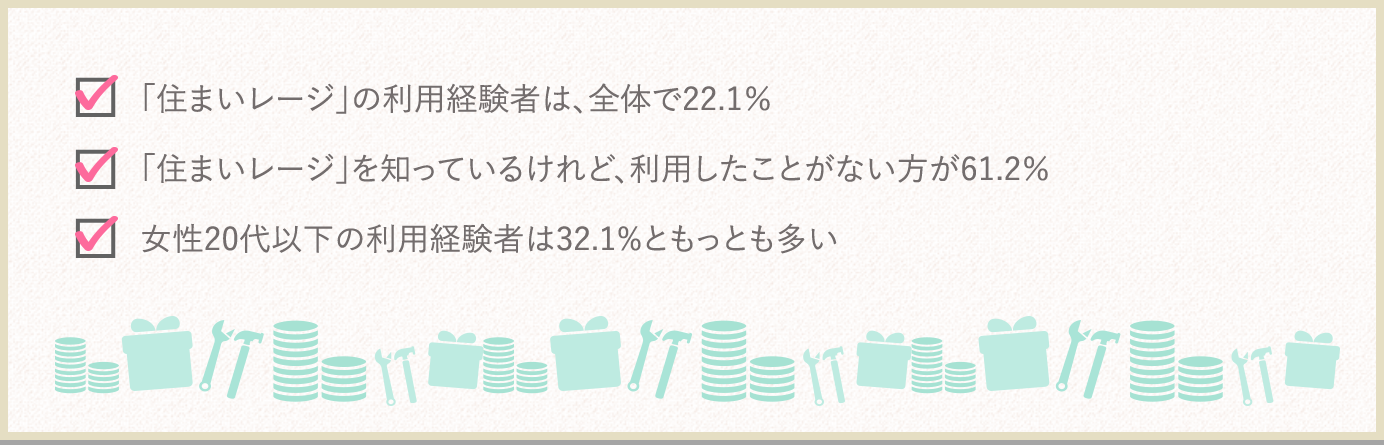 「住まいレージ」の利用経験者は、全体で22.1%
「住まいレージ」を知っているけれど、利用したことがない方が61.2%
女性20代以下の利用経験者は32.1%ともっとも多い